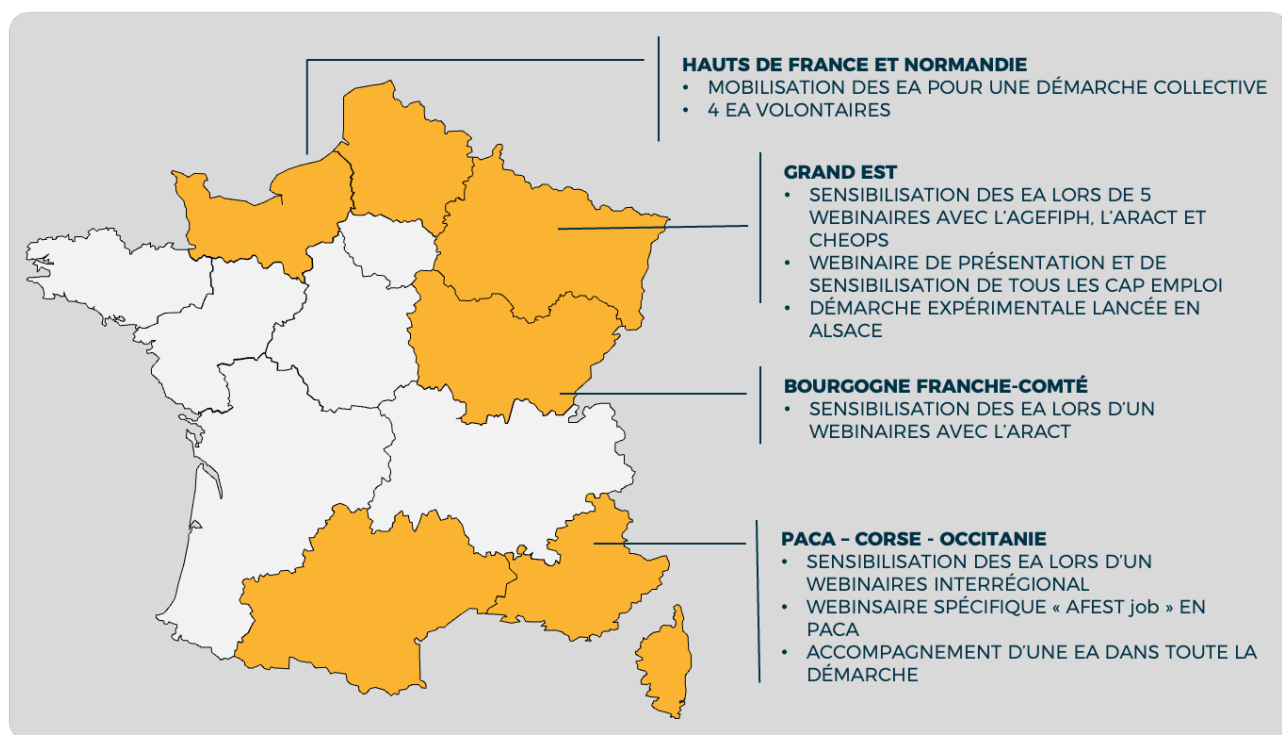 HAUTS DE FRANCE ET NORMANDIE
• MOBILISATION DES EA POUR UNE DÉMARCHE COLLECTIVE
• 4 EA VOLONTAIRES
GRAND EST
• SENSIBILISATION DES EA LORS DE 5
WEBINAIRES AVEC L'AGEFIPH, L'ARACT ET
CHEOPS
• WEBINAIRE DE PRÉSENTATION ET DE
SENSIBILISATION DE TOUS LES CAP EMPLOI
• DÉMARCHE EXPÉRIMENTALE LANCÉE EN
ALSACE
BOURGOGNE FRANCHE-COMTÉ
• SENSIBILISATION DES EA LORS D'UN
WEBINAIRES AVEC L'ARACT
PACA – CORSE - OCCITANIE
• SENSIBILISATION DES EA LORS D'UN
WEBINAIRES INTERRÉGIONAL
• WEBINSAIRE SPÉCIFIQUE « AFEST job » EN
PACA
• ACCOMPAGNEMENT D'UNE EA DANS TOUTE LA
DÉMARCHE